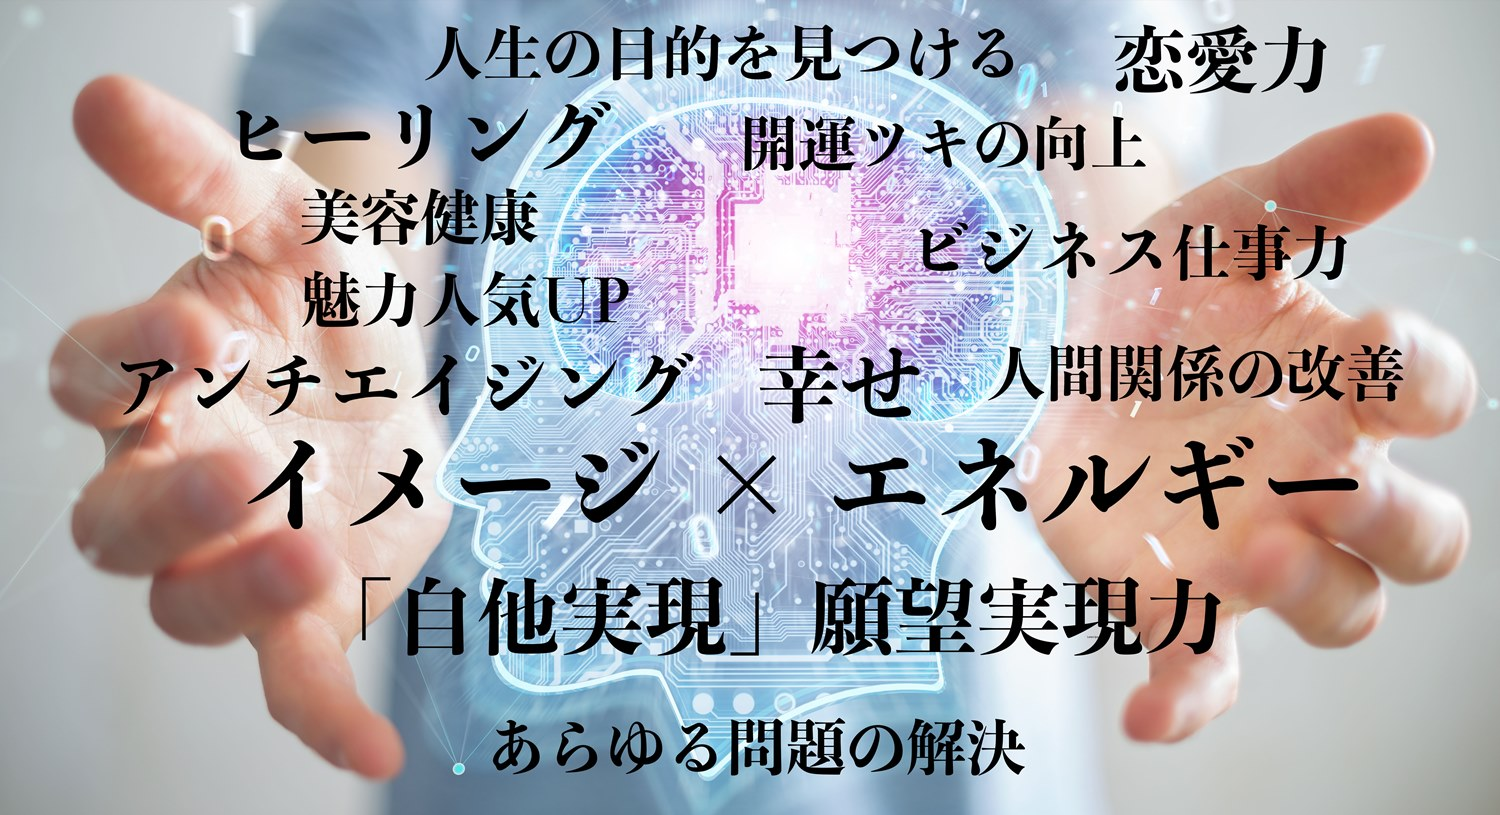 人生の目的を見つける
恋愛力
ヒーリング
開運ツキの向上
美容健康
ビジネス仕事力
魅力人気UP
アンチエイジング
幸せ
人間関係の改善
イメージ × エネルギー
「自他実現」願望実現力
あらゆる問題の解決